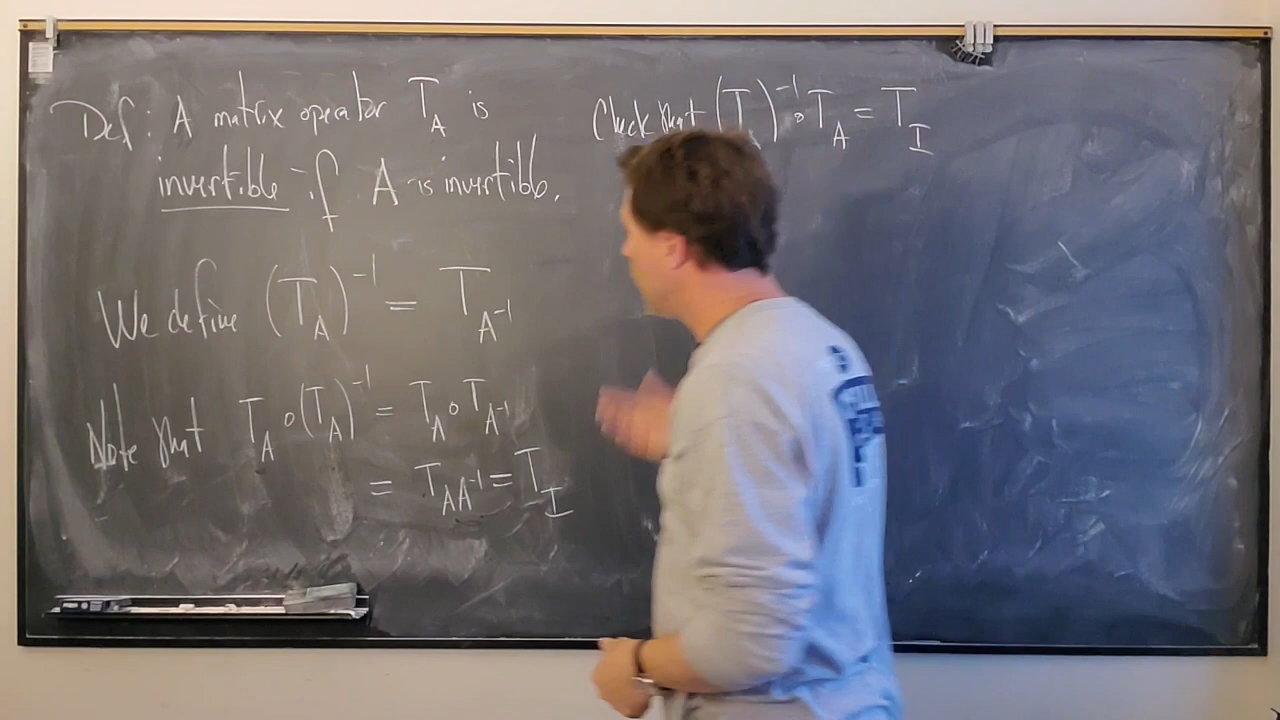 Def: A matrix operator T_A is
invertible if A is invertible.
We define (T_A)^-1 = T_A^-1
Note that T_A∘(T_A)^-1 = T_A∘T_A^-1
= T_AA^-1 = T_I
Check that (T_A)^-1∘T_A = T_I